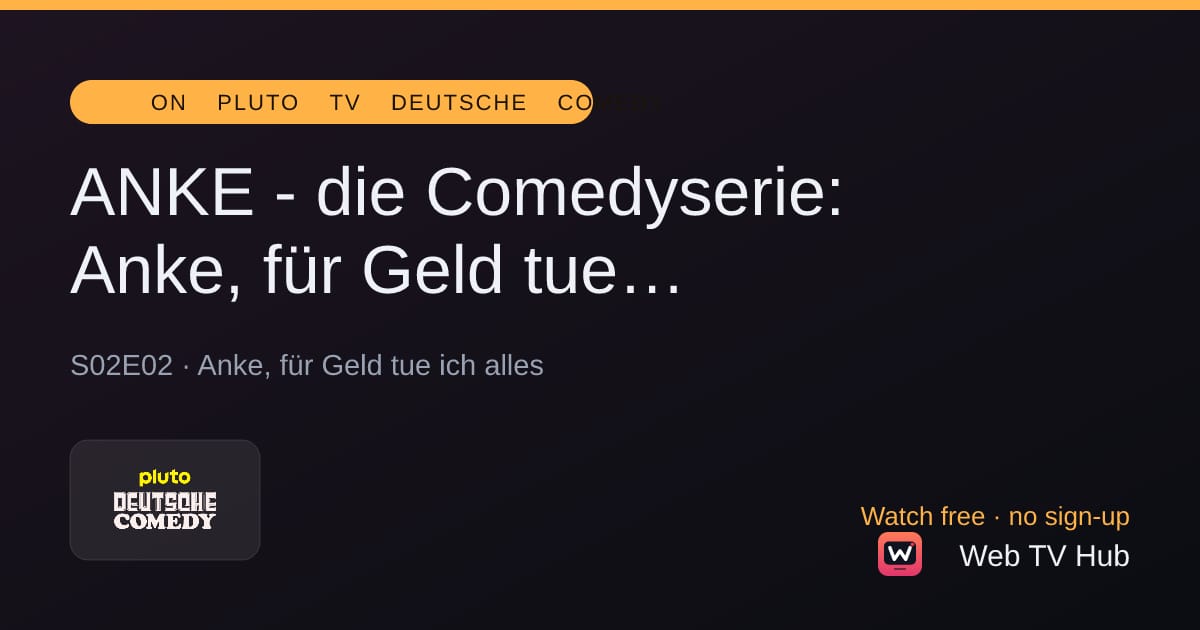 ON PLUTO TV DEUTSCHE CO
ANKE - die Comedyserie:
Anke, für Geld tue…
S02E02 · Anke, für Geld tue ich alles
pluto
DEUTSCHE
COMEDY
Watch free · no sign-up
W
Web TV Hub